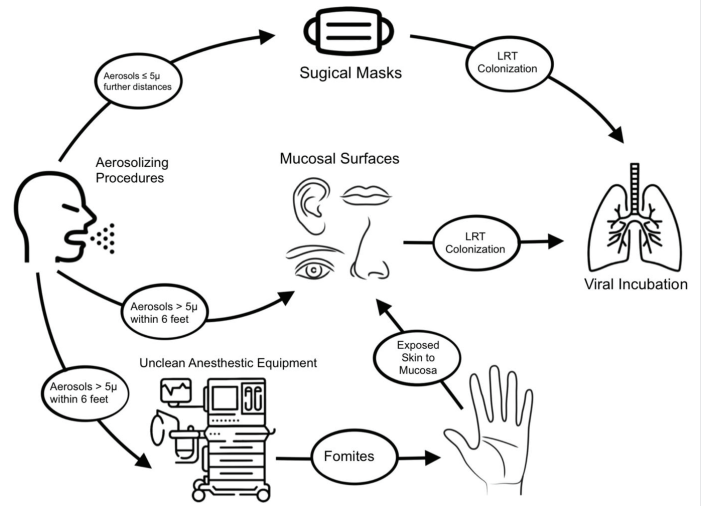 LRT
Colonization
Aerosols ≤ 5µ
further distances
Sugical Masks
Aerosolizing
Procedures
Mucosal Surfaces
LRT
Colonization
Viral Incubation
Aerosols > 5µ
within 6 feet
Exposed
Skin to
Mucosa
Unclean Anesthestic Equipment
Aerosols > 5µ
within 6 feet
Fomites